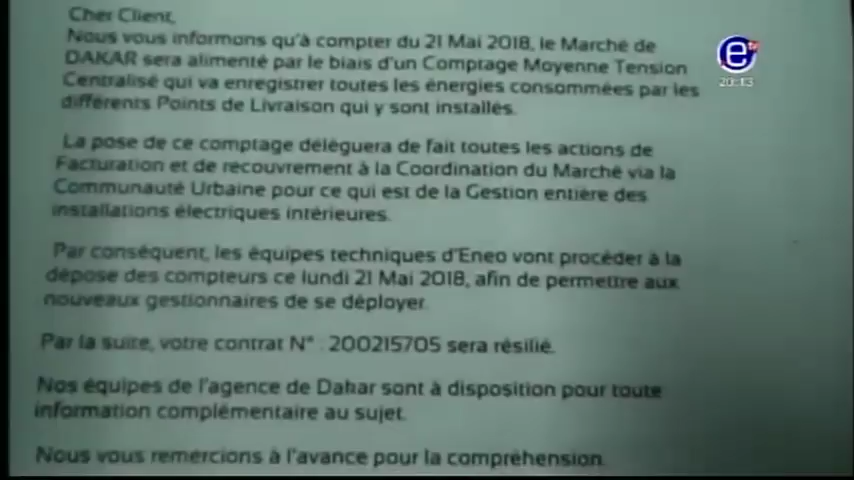 Cher Client,
Nous vous informons qu'à compter du 21 Mai 2018, le Marché de
DAKAR sera alimenté par le biais d'un Comptage Moyenne Tension
Centralisé qui va enregistrer toutes les énergies consommées par les
différents Points de Livraison qui y sont installés.
La pose de ce comptage déléguera de fait toutes les actions de
Facturation et de recouvrement à la Coordination du Marché via la
Communauté Urbaine pour ce qui est de la Gestion entière des
installations électriques intérieures.
Par conséquent, les équipes techniques d'Eneo vont procéder à la
dépose des compteurs ce lundi 21 Mai 2018, afin de permettre aux
nouveaux gestionnaires de se déployer.
Par la suite, votre contrat N° : 200215705 sera résilié.
Nos équipes de l'agence de Dakar sont à disposition pour toute
information complémentaire au sujet.
Nous vous remercions à l'avance pour la compréhension.
e tv
20:13